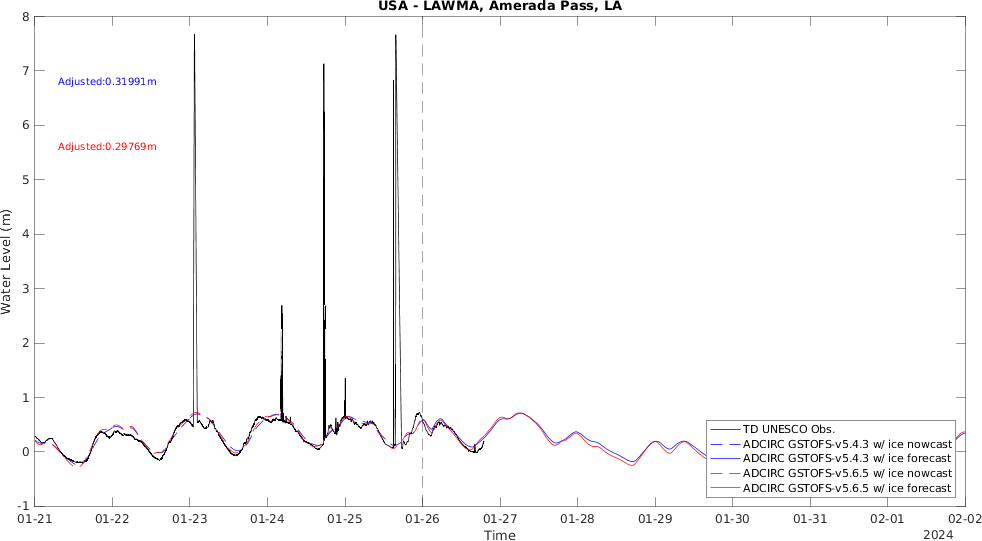 USA - LAWMA, Amerada Pass, LA
8
7
6
5
4
3
2
1
0
-1
Water Level (m)
Adjusted:0.31991m
Adjusted:0.29769m
TD UNESCO Obs.
ADCIRC GSTOFS-v5.4.3 w/ ice nowcast
ADCIRC GSTOFS-v5.4.3 w/ ice forecast
ADCIRC GSTOFS-v5.6.5 w/ ice nowcast
ADCIRC GSTOFS-v5.6.5 w/ ice forecast
01-21 01-22 01-23 01-24 01-25 01-26 01-27 01-28 01-29 01-30 01-31 02-01 02-02
Time
2024